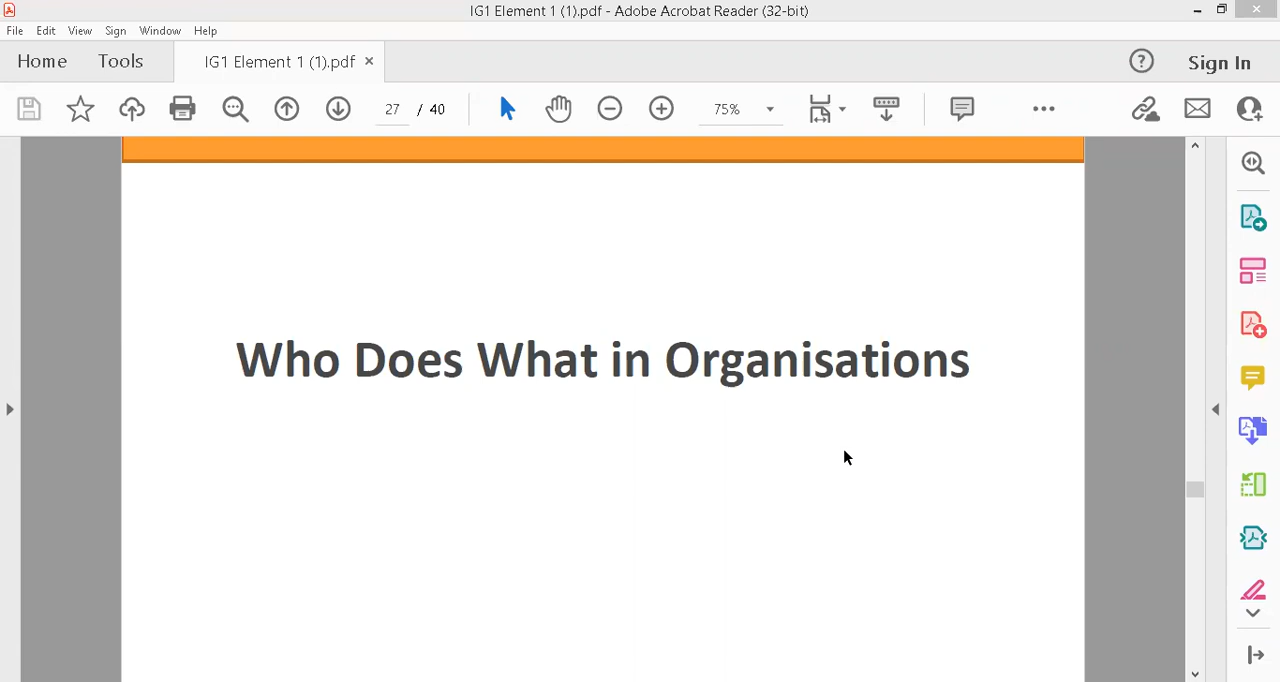 IG1 Element 1 (1).pdf - Adobe Acrobat Reader (32-bit)
File Edit View Sign Window Help
Home Tools IG1 Element 1 (1).pdf × Sign In
27 / 40 75%
Who Does What in Organisations